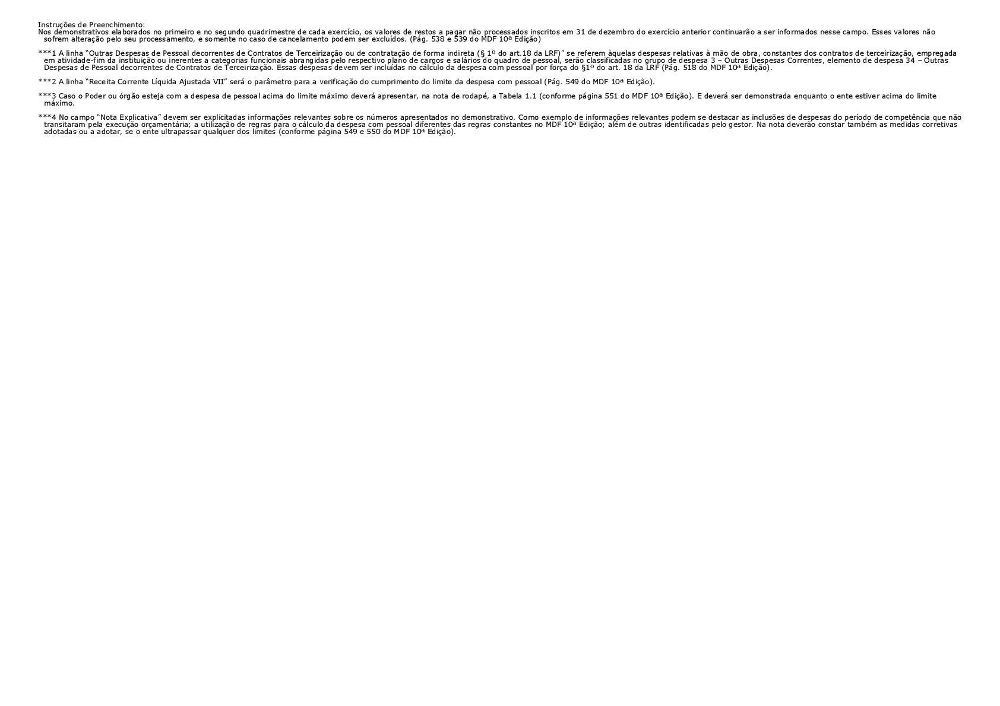 Instruções de Preenchimento:
Nos demonstrativos elaborados no primeiro e no segundo quadrimestre de cada exercício, os valores de restos a pagar não processados inscritos em 31 de dezembro do exercício anterior continuarão a ser informados nesse campo. Esses valores não
sofrem alteração pelo seu processamento, e somente no caso de cancelamento podem ser excluídos. (Pág. 538 e 539 do MDF 10ª Edição)
***1 A linha “Outras Despesas de Pessoal decorrentes de Contratos de Terceirização ou de contratação de forma indireta (§ 1º do art.18 da LRF)” se referem àquelas despesas relativas à mão de obra, constantes dos contratos de terceirização, empregada
em atividade-fim da instituição ou inerentes a categorias funcionais abrangidas pelo respectivo plano de cargos e salários do quadro de pessoal, serão classificadas no grupo de despesa 3 – Outras Despesas Correntes, elemento de despesa 34 – Outras
Despesas de Pessoal decorrentes de Contratos de Terceirização. Essas despesas devem ser incluídas no cálculo da despesa com pessoal por força do §1º do art. 18 da LRF (Pág. 518 do MDF 10ª Edição).
***2 A linha “Receita Corrente Líquida Ajustada VII” será o parâmetro para a verificação do cumprimento do limite da despesa com pessoal (Pág. 549 do MDF 10ª Edição).
***3 Caso o Poder ou órgão esteja com a despesa de pessoal acima do limite máximo deverá apresentar, na nota de rodapé, a Tabela 1.1 (conforme página 551 do MDF 10ª Edição). E deverá ser demonstrada enquanto o ente estiver acima do limite
máximo.
***4 No campo “Nota Explicativa” devem ser explicitadas informações relevantes sobre os números apresentados no demonstrativo. Como exemplo de informações relevantes podem se destacar as inclusões de despesas do período de competência que não
transitaram pela execução orçamentária; a utilização de regras para o cálculo da despesa com pessoal diferentes das regras constantes no MDF 10ª Edição; além de outras identificadas pelo gestor. Na nota deverão constar também as medidas corretivas
adotadas ou a adotar, se o ente ultrapassar qualquer dos limites (conforme página 549 e 550 do MDF 10ª Edição).